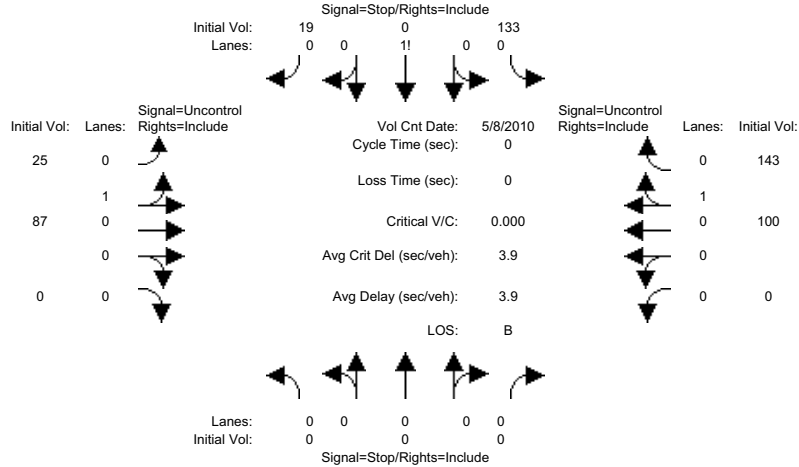 Signal=Stop/Rights=Include
Initial Vol: 19 0 133
Lanes: 0 0 1! 0 0
Signal=Uncontrol Signal=Uncontrol
Initial Vol: Lanes: Rights=Include Vol Cnt Date: 5/8/2010 Rights=Include Lanes: Initial Vol:
Cycle Time (sec): 0
25 0 0 143
Loss Time (sec): 0
1 1
87 0 Critical V/C: 0.000 0 100
0 Avg Crit Del (sec/veh): 3.9 0
0 0 Avg Delay (sec/veh): 3.9 0 0
LOS: B
Lanes: 0 0 0 0 0
Initial Vol: 0 0 0
Signal=Stop/Rights=Include